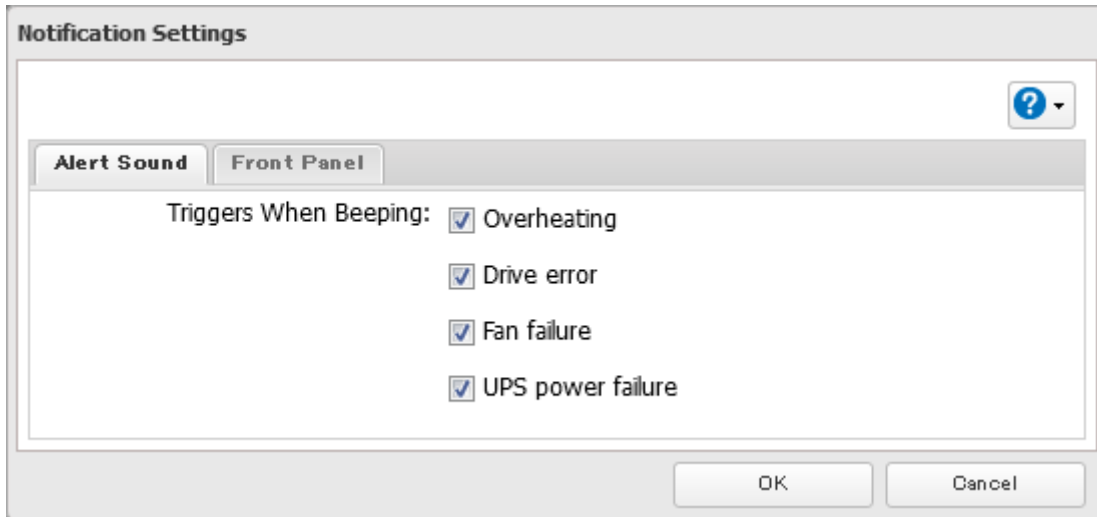 Notification Settings
?
Alert Sound
Front Panel
Triggers When Beeping:
Overheating
Drive error
Fan failure
UPS power failure
OK
Cancel